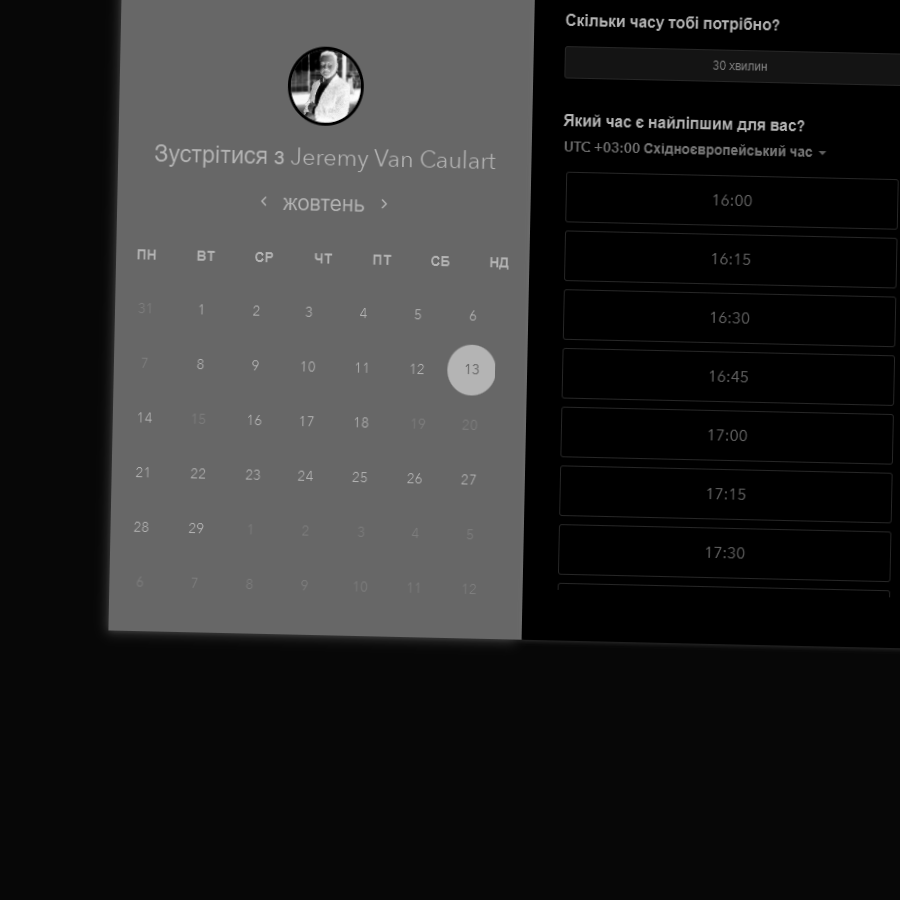 Зустрітися з Jeremy Van Caulart
‹ жовтень ›
ПН ВТ СР ЧТ ПТ СБ НД
31 1 2 3 4 5 6
7 8 9 10 11 12 13
14 15 16 17 18 19 20
21 22 23 24 25 26 27
28 29 1 2 3 4 5
6 7 8 9 10 11 12
Скільки часу тобі потрібно?
30 хвилин
Який час є найліпшим для вас?
UTC +03:00 Східноєвропейський час
16:00
16:15
16:30
16:45
17:00
17:15
17:30